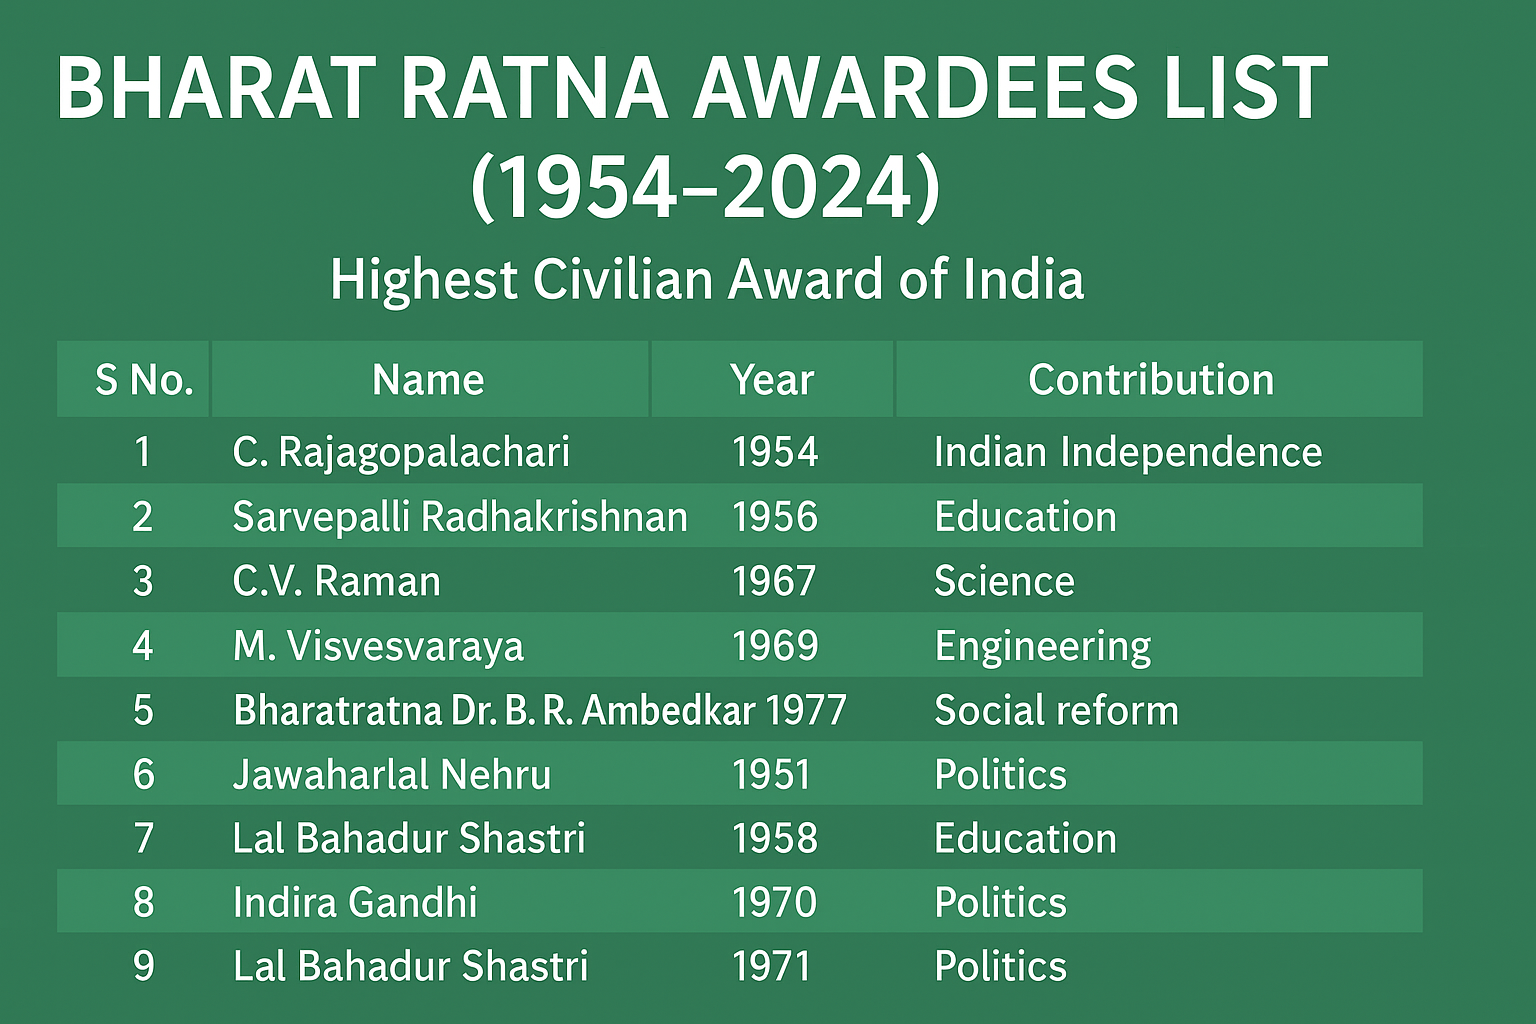 BHARAT RATNA AWARDEES LIST
(1954–2024)
Highest Civilian Award of India
S No. Name Year Contribution
1 C. Rajagopalachari 1954 Indian Independence
2 Sarvepalli Radhakrishnan 1956 Education
3 C.V. Raman 1967 Science
4 M. Visvesvaraya 1969 Engineering
5 Bharatratna Dr. B. R. Ambedkar 1977 Social reform
6 Jawaharlal Nehru 1951 Politics
7 Lal Bahadur Shastri 1958 Education
8 Indira Gandhi 1970 Politics
9 Lal Bahadur Shastri 1971 Politics